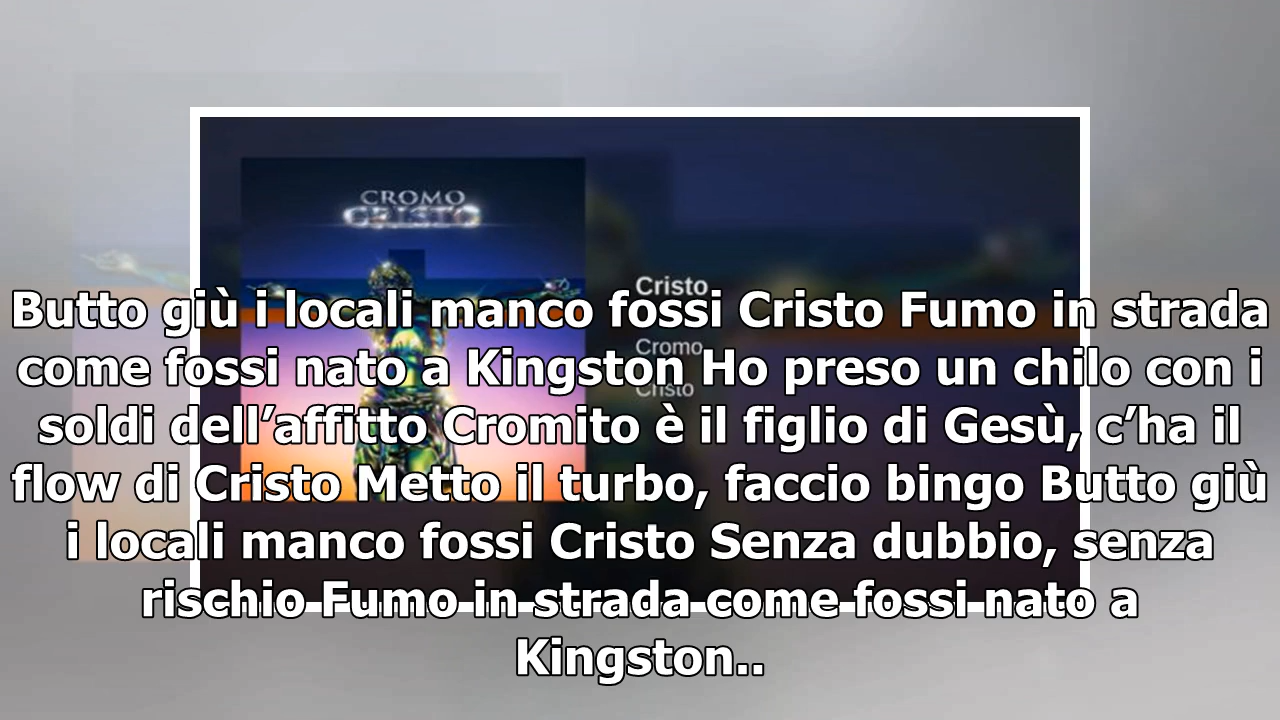 CROMO
CRISTO
Cristo
Cromo
Cristo
Butto giù i locali manco fossi Cristo Fumo in strada
come fossi nato a Kingston Ho preso un chilo con i
soldi dell’affitto Cromito è il figlio di Gesù, c’ha il
flow di Cristo Metto il turbo, faccio bingo Butto giù
i locali manco fossi Cristo Senza dubbio, senza
rischio Fumo in strada come fossi nato a
Kingston..